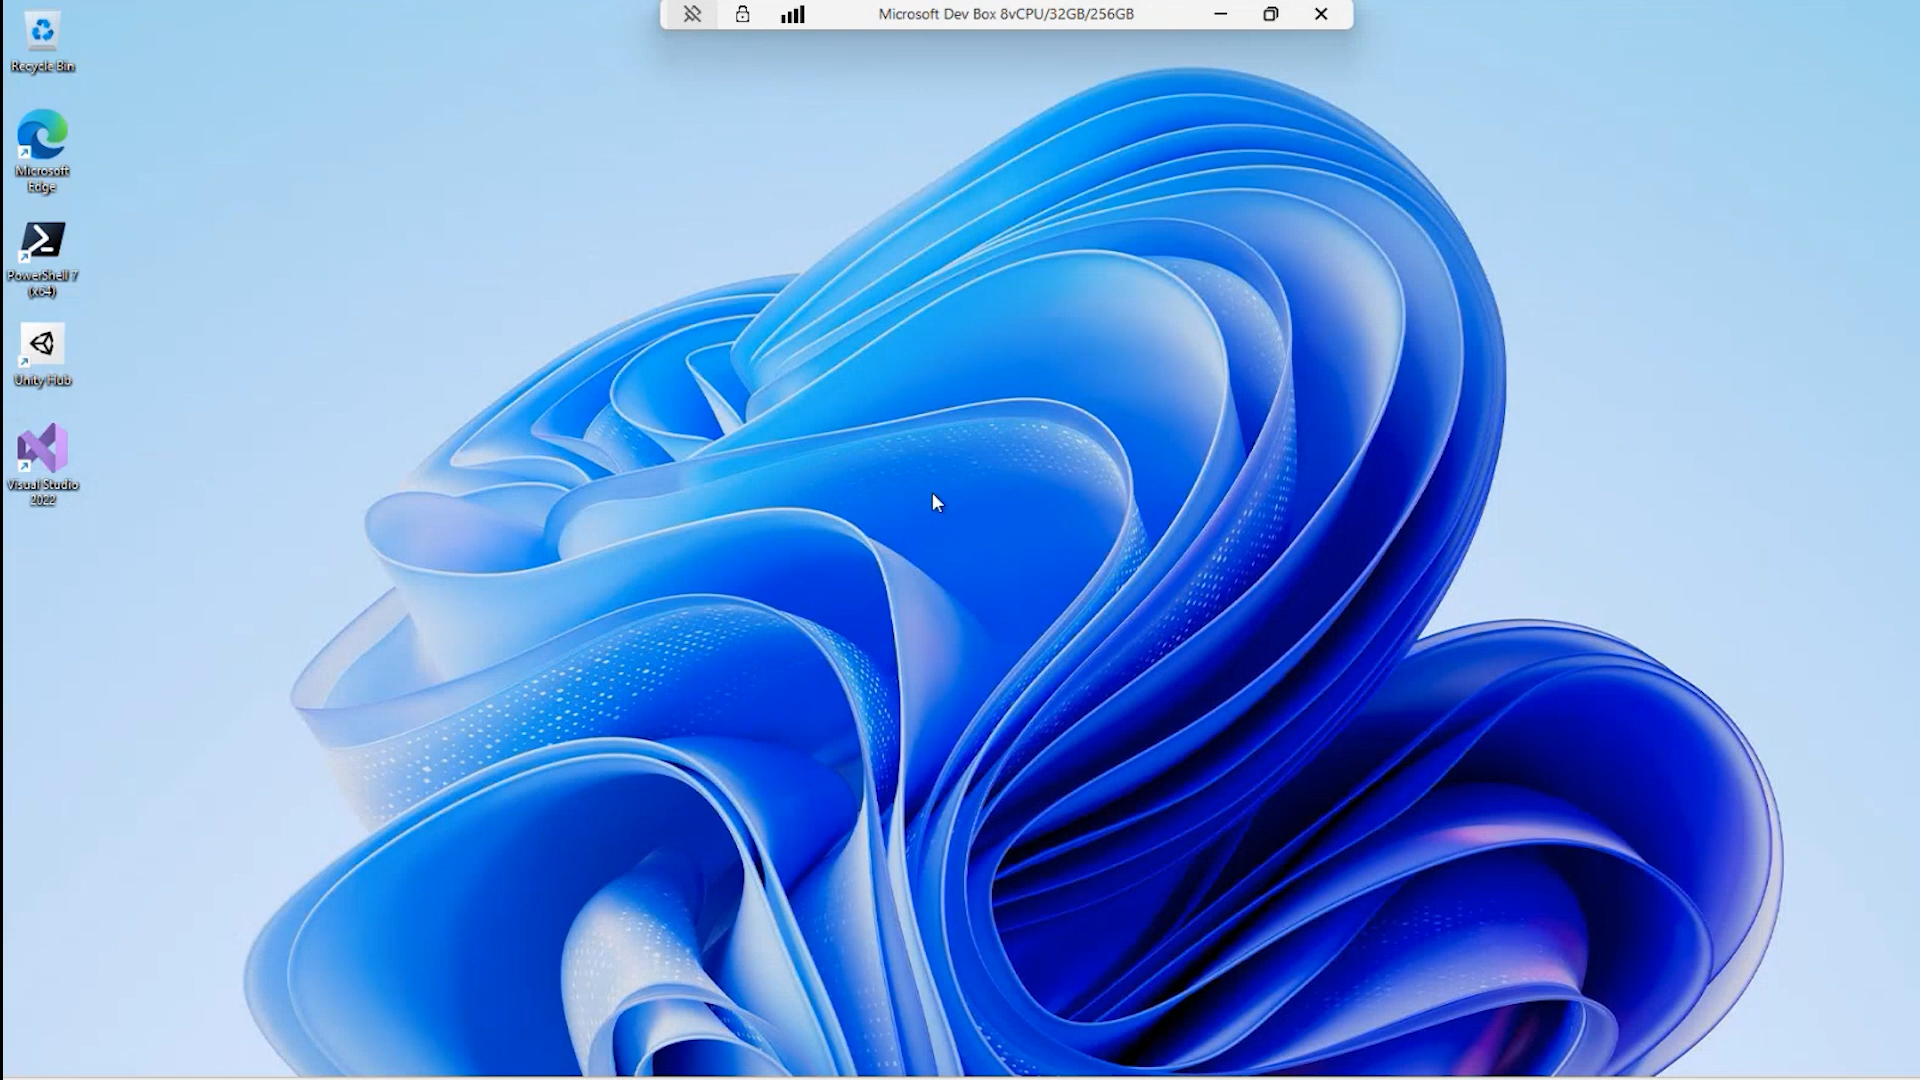 Microsoft Dev Box 8vCPU/32GB/256GB
Recycle Bin
Microsoft
Edge
PowerShell 7
(x64)
Unity Hub
Visual Studio
2022